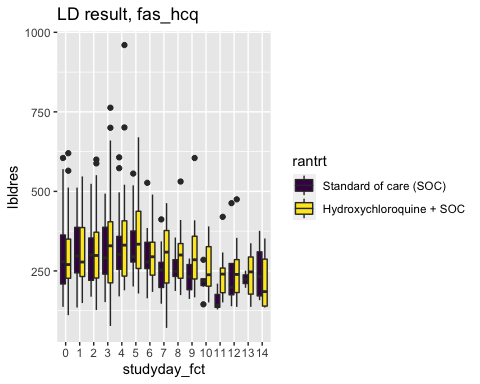 LD result, fas_hcq
1000
750
500
250
lbldres
0 1 2 3 4 5 6 7 8 9 10 11 12 13 14
studyday_fct
rantrt
Standard of care (SOC)
Hydroxychloroquine + SOC